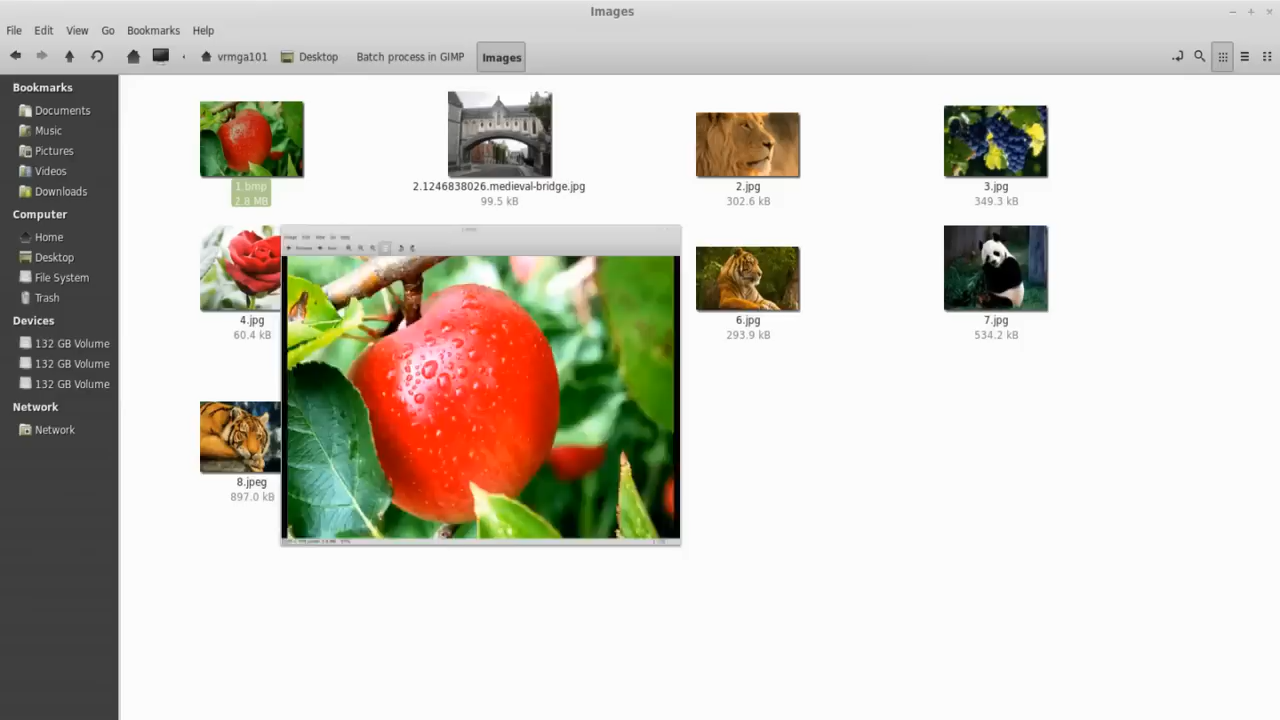 Images
File Edit View Go Bookmarks Help
vrmga101 Desktop Batch process in GIMP Images
Bookmarks
Documents
Music
Pictures
Videos
Downloads
Computer
Home
Desktop
File System
Trash
Devices
132 GB Volume
132 GB Volume
132 GB Volume
Network
Network
1.bmp
2.8 MB
2.1246838026.medieval-bridge.jpg
99.5 kB
2.jpg
302.6 kB
3.jpg
349.3 kB
4.jpg
60.4 kB
6.jpg
293.9 kB
7.jpg
534.2 kB
8.jpeg
897.0 kB